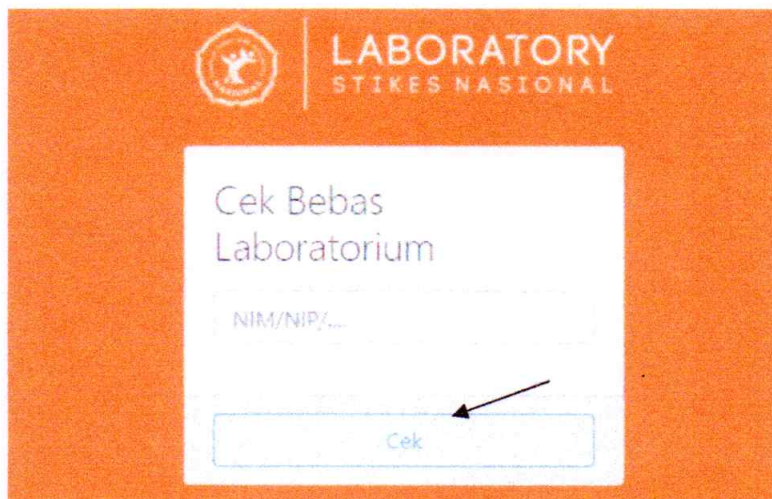 LABORATORY
STIKES NASIONAL
Cek Bebas
Laboratorium
NIM/NIP/...
Cek